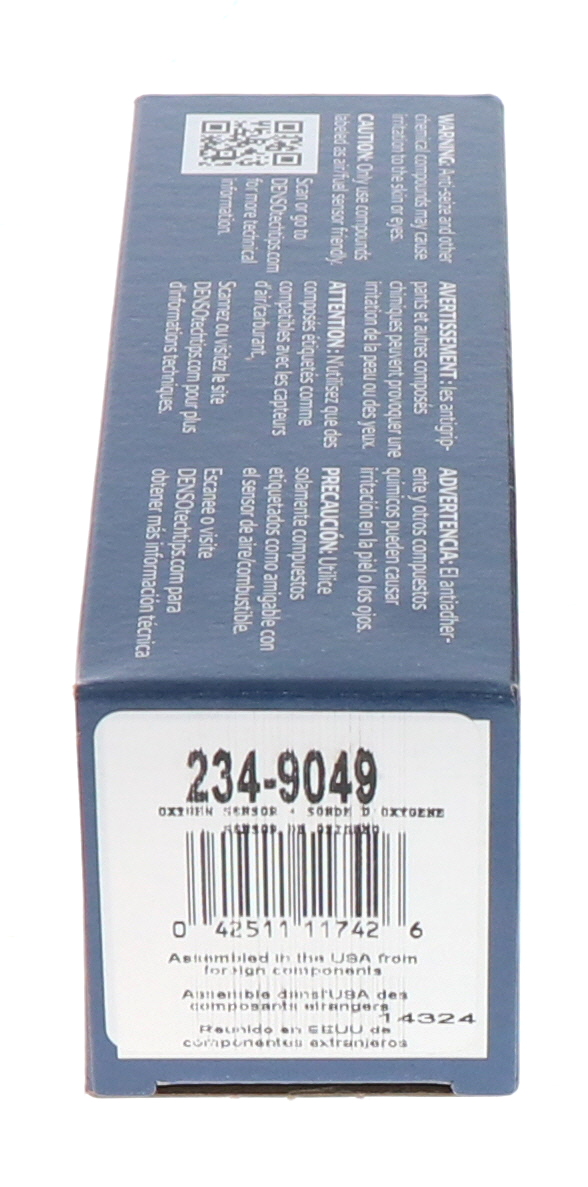 WARNING: Anti-seize and other
chemical compounds may cause
irritation to the skin or eyes.
CAUTION: Only use compounds
labeled as air/fuel sensor friendly.
Scan or go to
DENSOtechtips.com
for more technical
information.
AVERTISSEMENT : les antigrip-
pants et autres composés
chimiques peuvent provoquer une
irritation de la peau ou des yeux.
ATTENTION : N'utilisez que des
composés étiquetés comme
compatibles avec les capteurs
d'air/carburant,
Scannez ou visitez le site
DENSOtechtips.com pour plus
d'informations techniques.
ADVERTENCIA: El antiadher-
ente y otros compuestos
químicos pueden causar
irritación en la piel o los ojos.
PRECAUCIÓN: Utilice
solamente compuestos
etiquetados como amigable con
el sensor de aire/combustible.
Escanee o visite
DENSOtechtips.com para
obtener más información técnica
234-9049
OXYGEN SENSOR • SONDE D'OXYGENE
SENSOR DE OXIGENO
0 42511 11742 6
Assembled in the USA from
foreign components
Assemble dans l'USA des
composants etrangers
14324
Reunido en EEUU de
componentes extranjeros